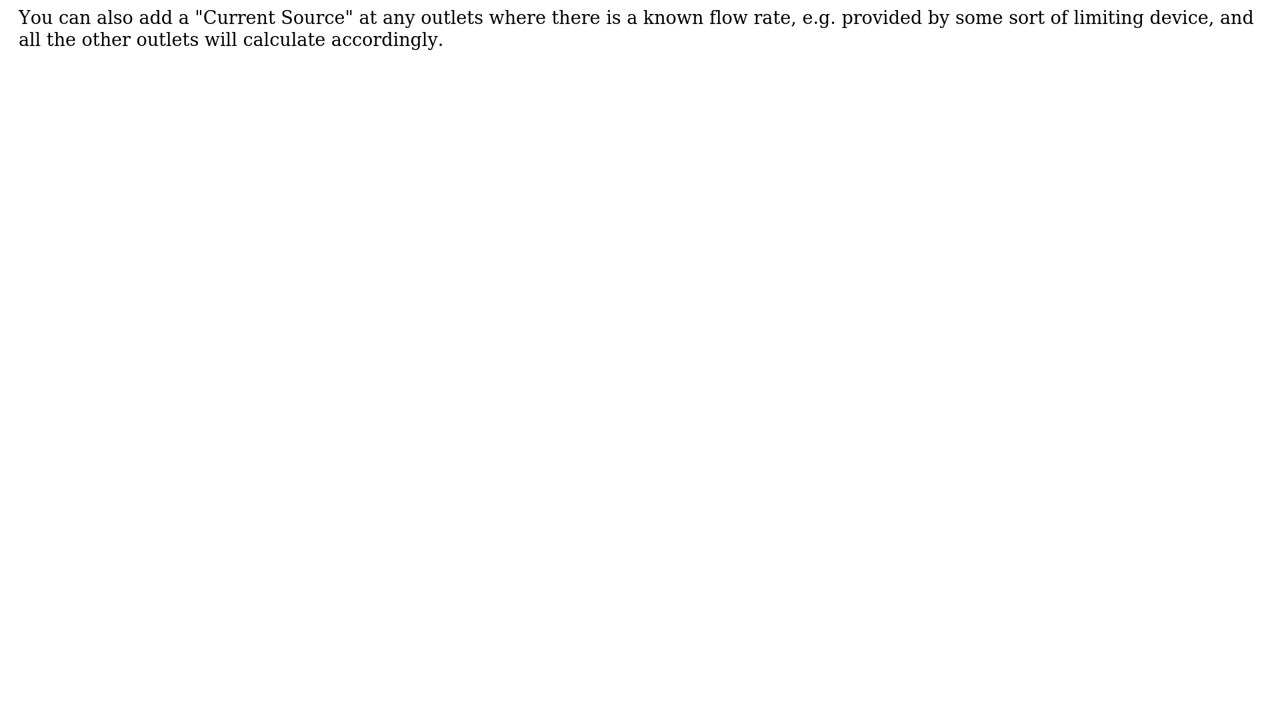 You can also add a "Current Source" at any outlets where there is a known flow rate, e.g. provided by some sort of limiting device, and
all the other outlets will calculate accordingly.